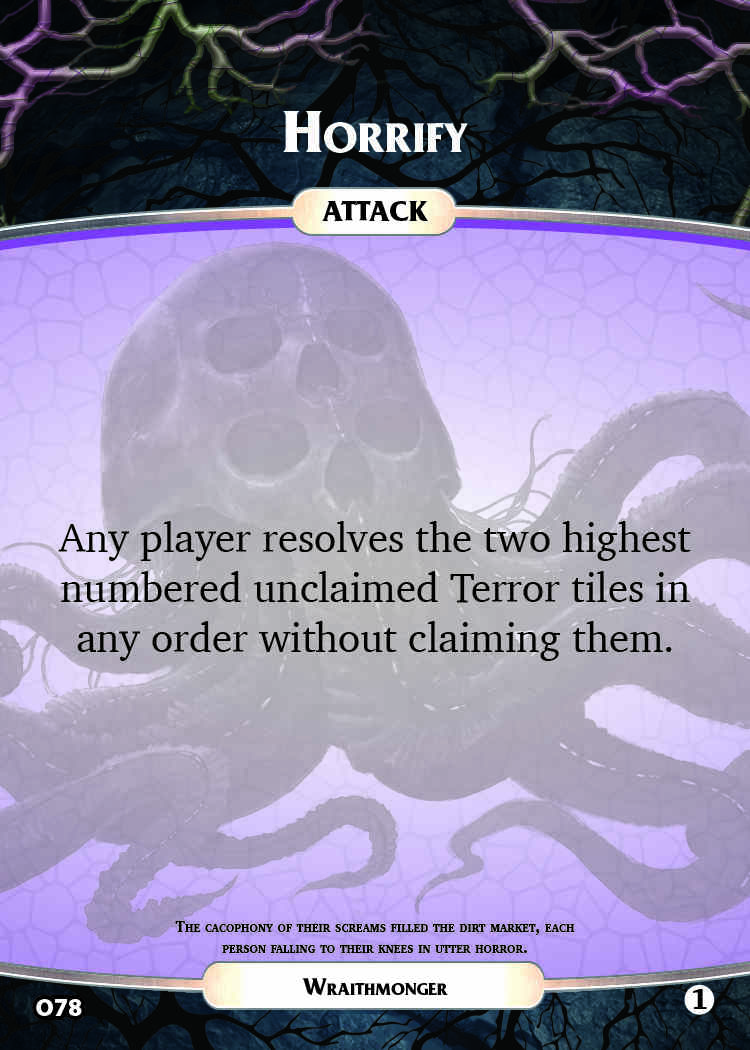 Horrify
ATTACK
Any player resolves the two highest
numbered unclaimed Terror tiles in
any order without claiming them.
The cacophony of their screams filled the dirt market, each
person falling to their knees in utter horror.
Wraithmonger
O78
1